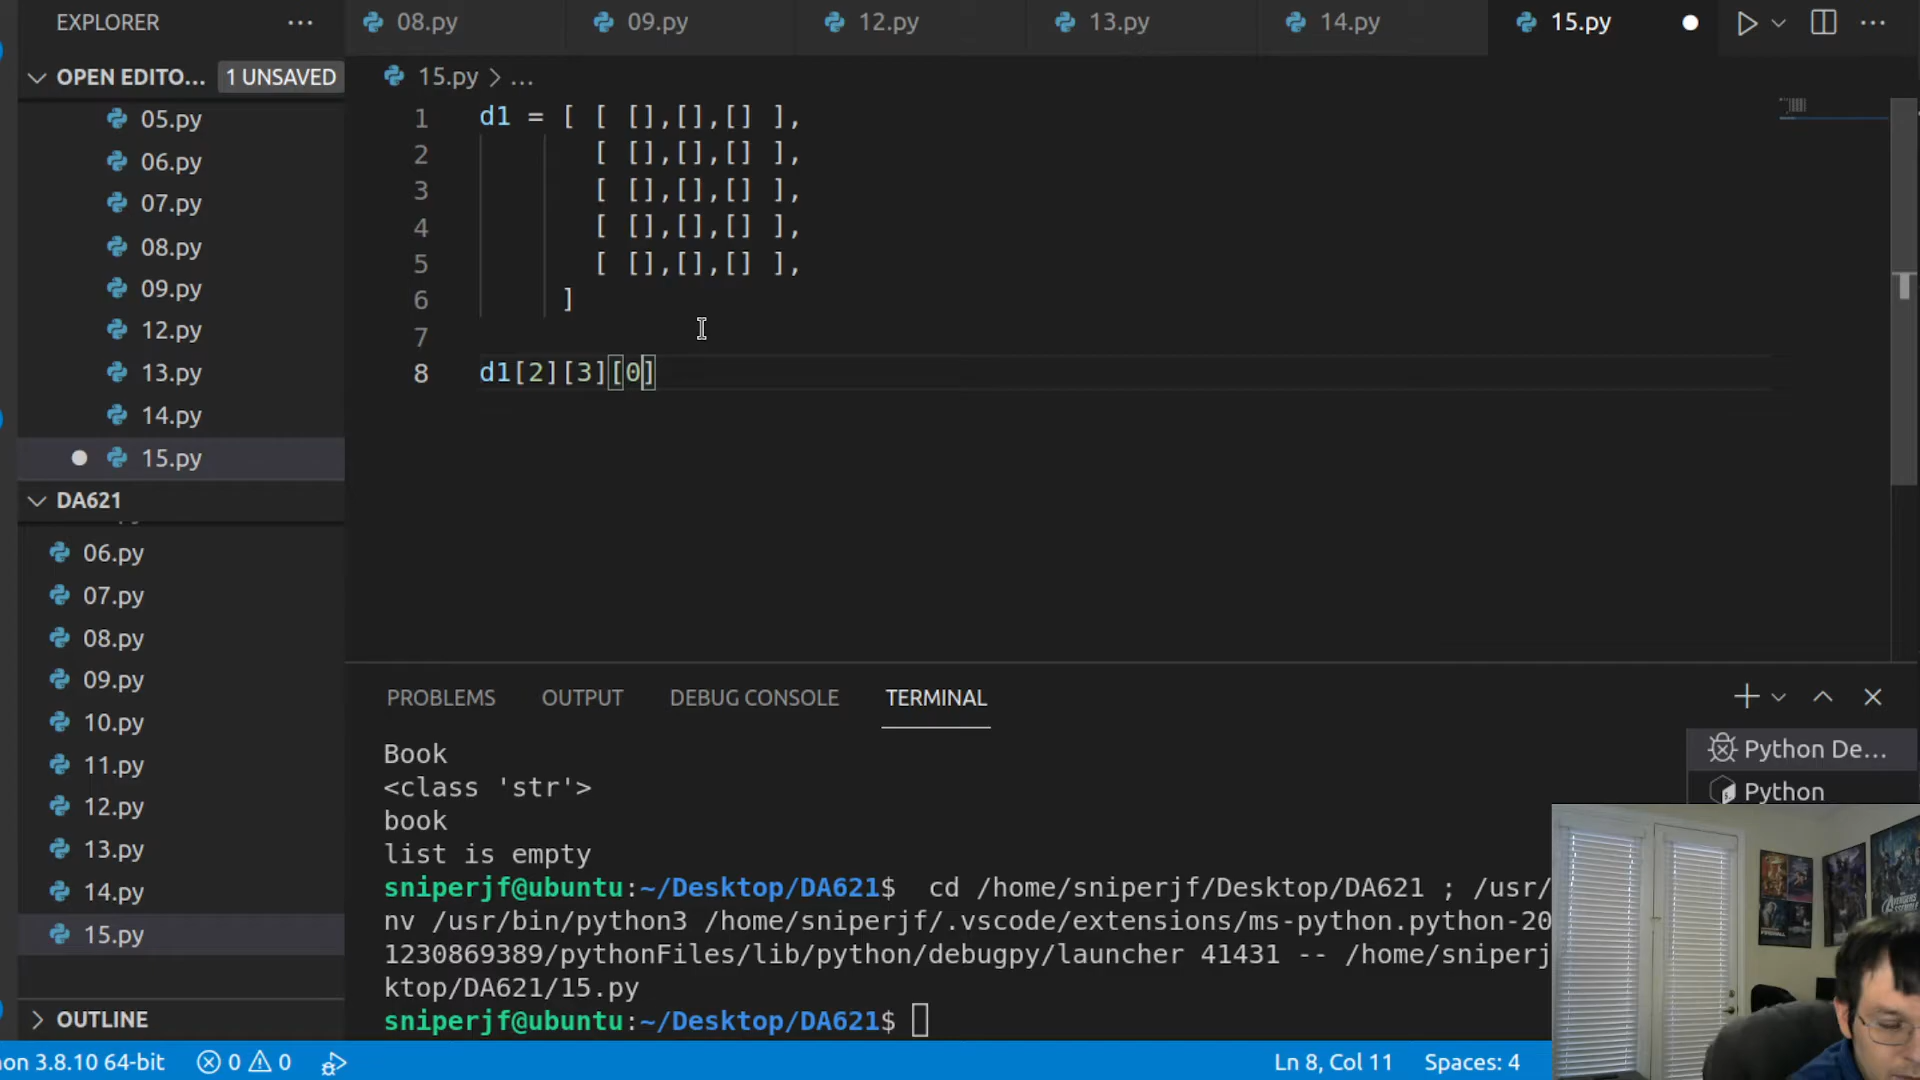 EXPLORER
OPEN EDITO... 1 UNSAVED
05.py
06.py
07.py
08.py
09.py
12.py
13.py
14.py
15.py
DA621
06.py
07.py
08.py
09.py
10.py
11.py
12.py
13.py
14.py
15.py
OUTLINE
08.py 09.py 12.py 13.py 14.py 15.py
15.py > ...
1 d1 = [ [ [],[],[] ],
2 [ [],[],[] ],
3 [ [],[],[] ],
4 [ [],[],[] ],
5 [ [],[],[] ],
6 ]
7
8 d1[2][3][0]
PROBLEMS OUTPUT DEBUG CONSOLE TERMINAL
Book
<class 'str'>
book
list is empty
sniperjf@ubuntu:~/Desktop/DA621$ cd /home/sniperjf/Desktop/DA621 ; /usr/
nv /usr/bin/python3 /home/sniperjf/.vscode/extensions/ms-python.python-20
1230869389/pythonFiles/lib/python/debugpy/launcher 41431 -- /home/sniperj
ktop/DA621/15.py
sniperjf@ubuntu:~/Desktop/DA621$
Python De...
Python
on 3.8.10 64-bit 0 0 Ln 8, Col 11 Spaces: 4